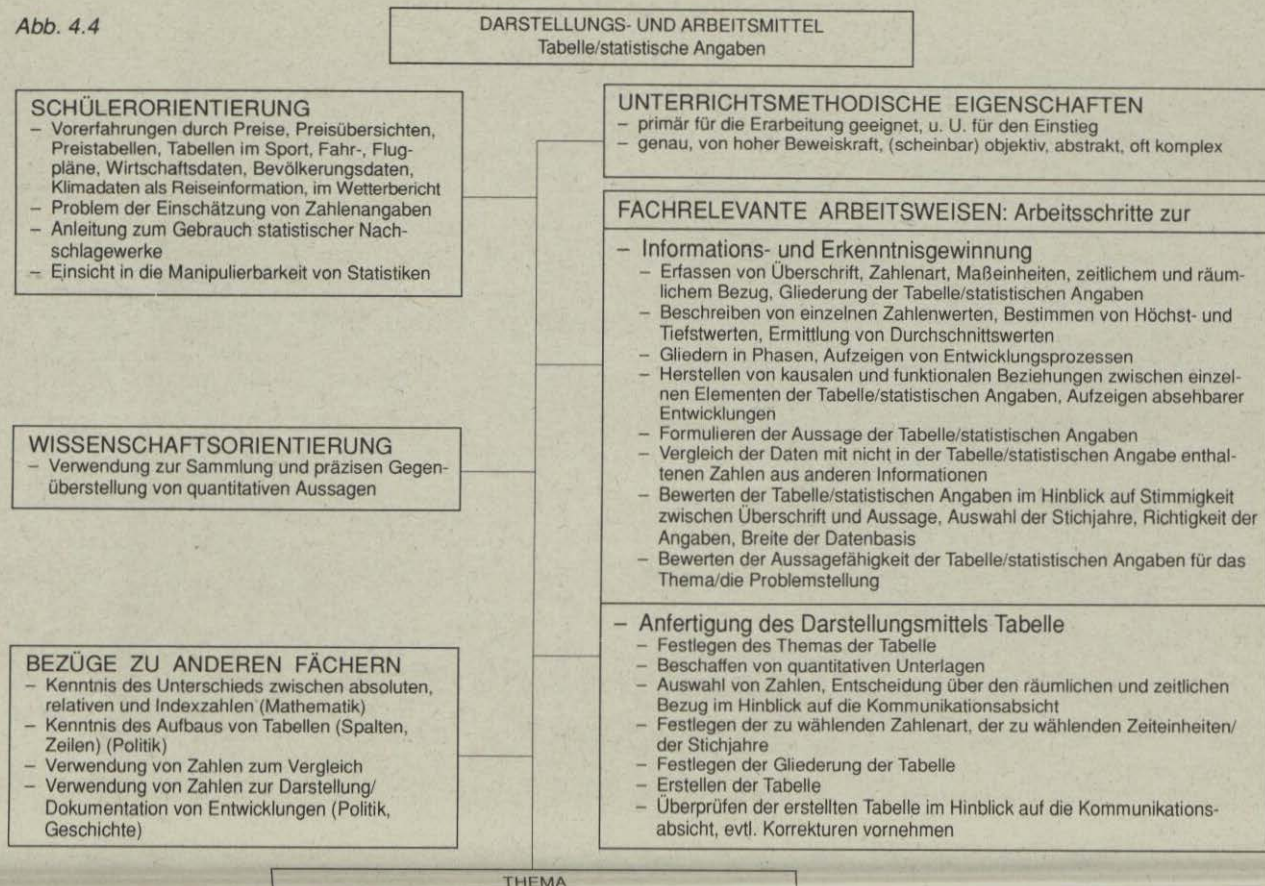 Abb. 4.4
DARSTELLUNGS- UND ARBEITSMITTEL
Tabelle/statistische Angaben
SCHÜLERORIENTIERUNG
– Vorerfahrungen durch Preise, Preisübersichten,
Preistabellen, Tabellen im Sport, Fahr-, Flug-
pläne, Wirtschaftsdaten, Bevölkerungsdaten,
Klimadaten als Reiseinformation, im Wetterbericht
– Problem der Einschätzung von Zahlenangaben
– Anleitung zum Gebrauch statistischer Nach-
schlagewerke
– Einsicht in die Manipulierbarkeit von Statistiken
WISSENSCHAFTSORIENTIERUNG
– Verwendung zur Sammlung und präzisen Gegen-
überstellung von quantitativen Aussagen
BEZÜGE ZU ANDEREN FÄCHERN
– Kenntnis des Unterschieds zwischen absoluten,
relativen und Indexzahlen (Mathematik)
– Kenntnis des Aufbaus von Tabellen (Spalten,
Zeilen) (Politik)
– Verwendung von Zahlen zum Vergleich
– Verwendung von Zahlen zur Darstellung/
Dokumentation von Entwicklungen (Politik,
Geschichte)
UNTERRICHTSMETHODISCHE EIGENSCHAFTEN
– primär für die Erarbeitung geeignet, u. U. für den Einstieg
– genau, von hoher Beweiskraft, (scheinbar) objektiv, abstrakt, oft komplex
FACHRELEVANTE ARBEITSWEISEN: Arbeitsschritte zur
– Informations- und Erkenntnisgewinnung
– Erfassen von Überschrift, Zahlenart, Maßeinheiten, zeitlichem und räum-
lichem Bezug, Gliederung der Tabelle/statistischen Angaben
– Beschreiben von einzelnen Zahlenwerten, Bestimmen von Höchst- und
Tiefstwerten, Ermittlung von Durchschnittswerten
– Gliedern in Phasen, Aufzeigen von Entwicklungsprozessen
– Herstellen von kausalen und funktionalen Beziehungen zwischen einzel-
nen Elementen der Tabelle/statistischen Angaben, Aufzeigen absehbarer
Entwicklungen
– Formulieren der Aussage der Tabelle/statistischen Angaben
– Vergleich der Daten mit nicht in der Tabelle/statistischen Angabe enthal-
tenen Zahlen aus anderen Informationen
– Bewerten der Tabelle/statistischen Angaben im Hinblick auf Stimmigkeit
zwischen Überschrift und Aussage, Auswahl der Stichjahre, Richtigkeit der
Angaben, Breite der Datenbasis
– Bewerten der Aussagefähigkeit der Tabelle/statistischen Angaben für das
Thema/die Problemstellung
– Anfertigung des Darstellungsmittels Tabelle
– Festlegen des Themas der Tabelle
– Beschaffen von quantitativen Unterlagen
– Auswahl von Zahlen, Entscheidung über den räumlichen und zeitlichen
Bezug im Hinblick auf die Kommunikationsabsicht
– Festlegen der zu wählenden Zahlenart, der zu wählenden Zeiteinheiten/
der Stichjahre
– Festlegen der Gliederung der Tabelle
– Erstellen der Tabelle
– Überprüfen der erstellten Tabelle im Hinblick auf die Kommunikations-
absicht, evtl. Korrekturen vornehmen
THEMA